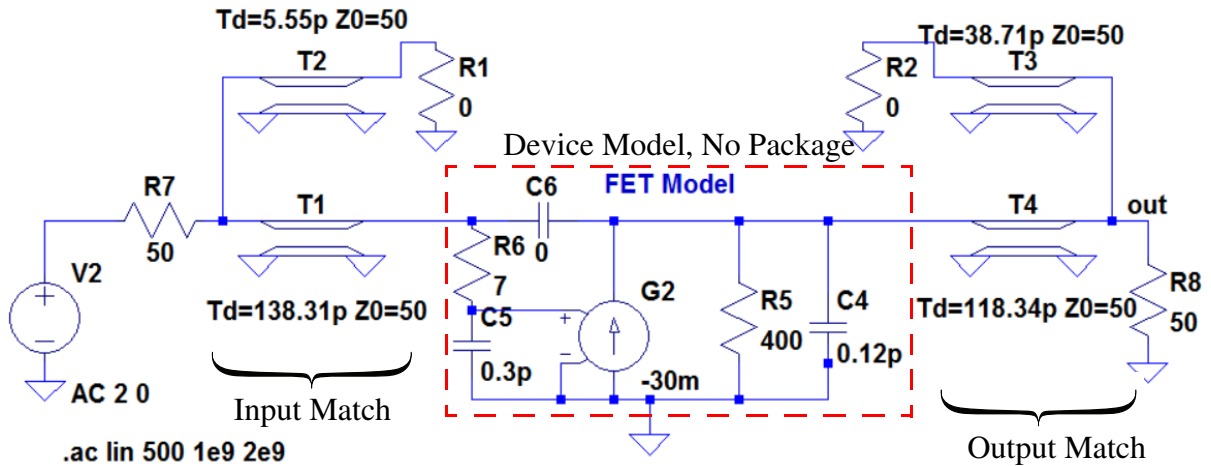 Td=5.55p Z0=50
T2
R1
0
Td=38.71p Z0=50
T3
R2
0
Device Model, No Package
FET Model
R7
50
T1
C6
0
R6
7
T4
out
V2
C5
G2
R5
400
C4
0.12p
R8
50
Td=138.31p Z0=50
0.3p
Td=118.34p Z0=50
-30m
AC 2 0
Input Match
Output Match
.ac lin 500 1e9 2e9